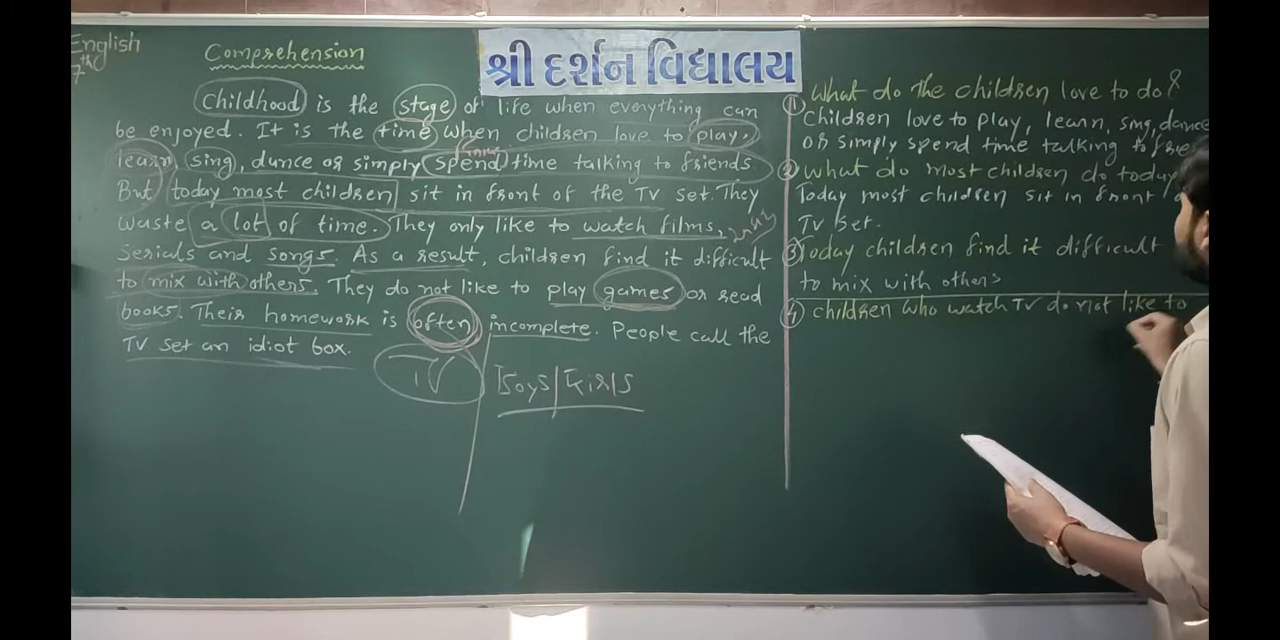 English
7th
Comprehension
શ્રી દર્શન વિદ્યાલય
Childhood is the stage of life when everything can
be enjoyed. It is the time when children love to play,
learn, sing, dance or simply spend time talking to friends
But today most children sit in front of the TV set. They
waste a lot of time. They only like to watch films,
Serials and songs. As a result, children find it difficult
to mix with others. They do not like to play games or read
books. Their homework is often incomplete. People call the
TV set an idiot box.
TV
Boys/Girls
① What do the children love to do?
Children love to play, learn, sing, dance
or simply spend time talking to
② What do most children do today
Today most children sit in front
TV set.
③ Today children find it difficult
to mix with others
④ Children who watch TV do not like to